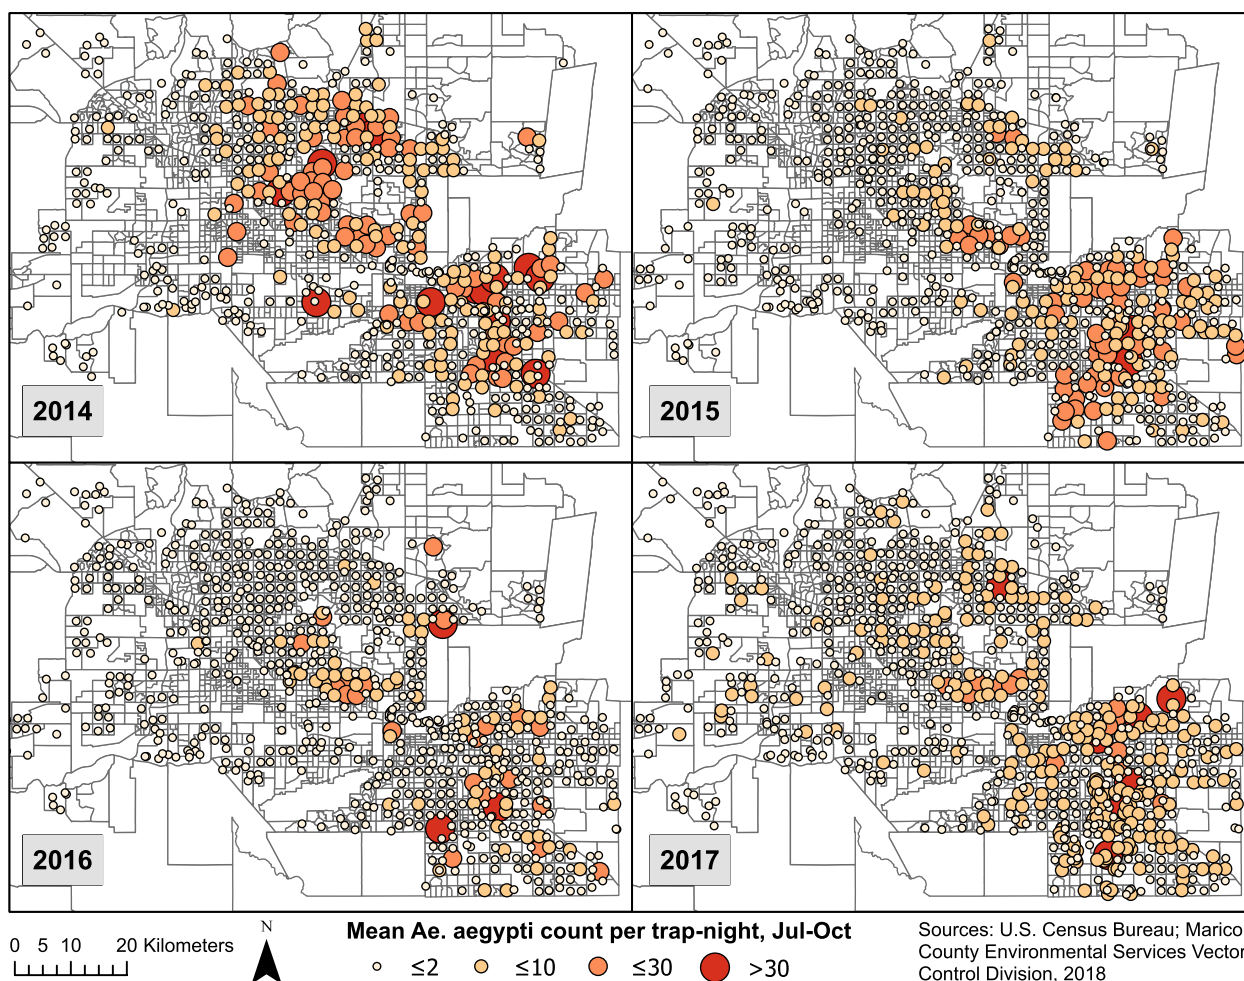 2014
2015
2016
2017
0 5 10 20 Kilometers
N
Mean Ae. aegypti count per trap-night, Jul-Oct
≤2 ≤10 ≤30 >30
Sources: U.S. Census Bureau; Marico
County Environmental Services Vector
Control Division, 2018